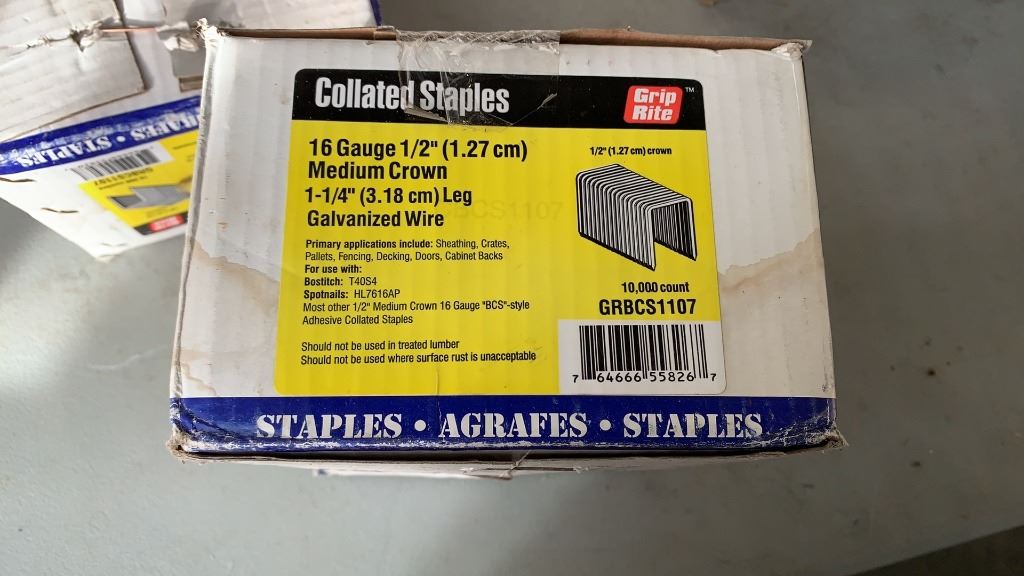 Collated Staples
Grip
Rite™
16 Gauge 1/2" (1.27 cm)
Medium Crown
1-1/4" (3.18 cm) Leg
Galvanized Wire
1/2" (1.27 cm) crown
Primary applications include: Sheathing, Crates,
Pallets, Fencing, Decking, Doors, Cabinet Backs
For use with:
Bostitch: T40S4
Spotnails: HL7616AP
Most other 1/2" Medium Crown 16 Gauge "BCS"-style
Adhesive Collated Staples
Should not be used in treated lumber
Should not be used where surface rust is unacceptable
10,000 count
GRBCS1107
7 64666 55826 7
STAPLES • AGRAFES • STAPLES
AFES • STAPLES
GRBCS1107
Grip
Rite